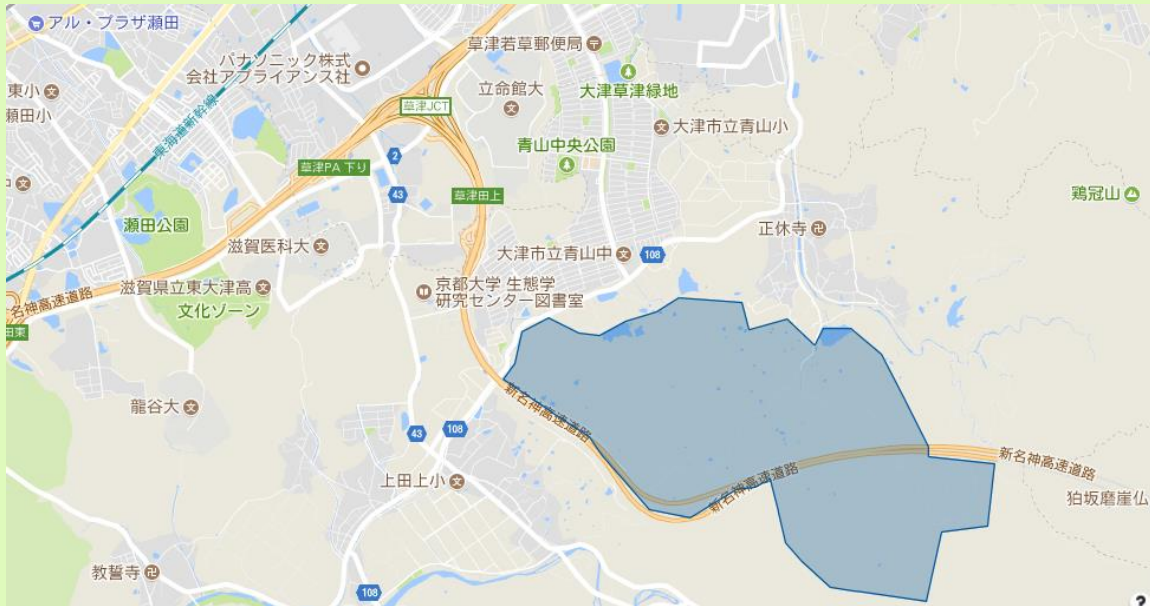 アル・プラザ瀬田
草津若草郵便局
パナソニック株式
会社アプライアンス社
立命館大
大津草津緑地
東小
瀬田小
草津JCT
大津市立青山小
東海道新幹線
青山中央公園
2
草津PA 下り
43
草津田上
鶏冠山
瀬田公園
正休寺
滋賀医科大
大津市立青山中
108
滋賀県立東大津高
京都大学 生態学
研究センター図書室
名神高速道路
文化ゾーン
田東
新名神高速道路
龍谷大
43
108
新名神高速道路
新名神高速道路
上田上小
狛坂磨崖仏
教誓寺
108
?